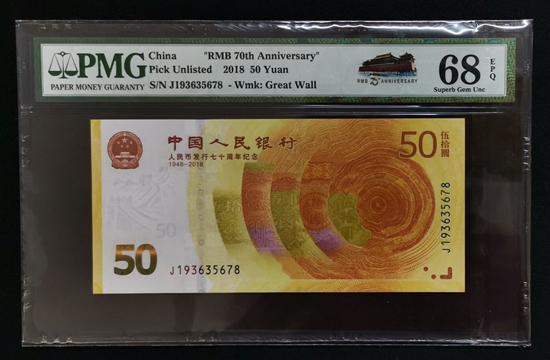 PMG
PAPER MONEY GUARANTY
China "RMB 70th Anniversary"
Pick Unlisted 2018 50 Yuan
S/N J193635678 - Wmk: Great Wall
RMB 70 ANNIVERSARY
68 EPQ
Superb Gem Unc
中国人民银行
人民币发行七十周年纪念
1948-2018
50 伍拾圆
50
J193635678
J193635678